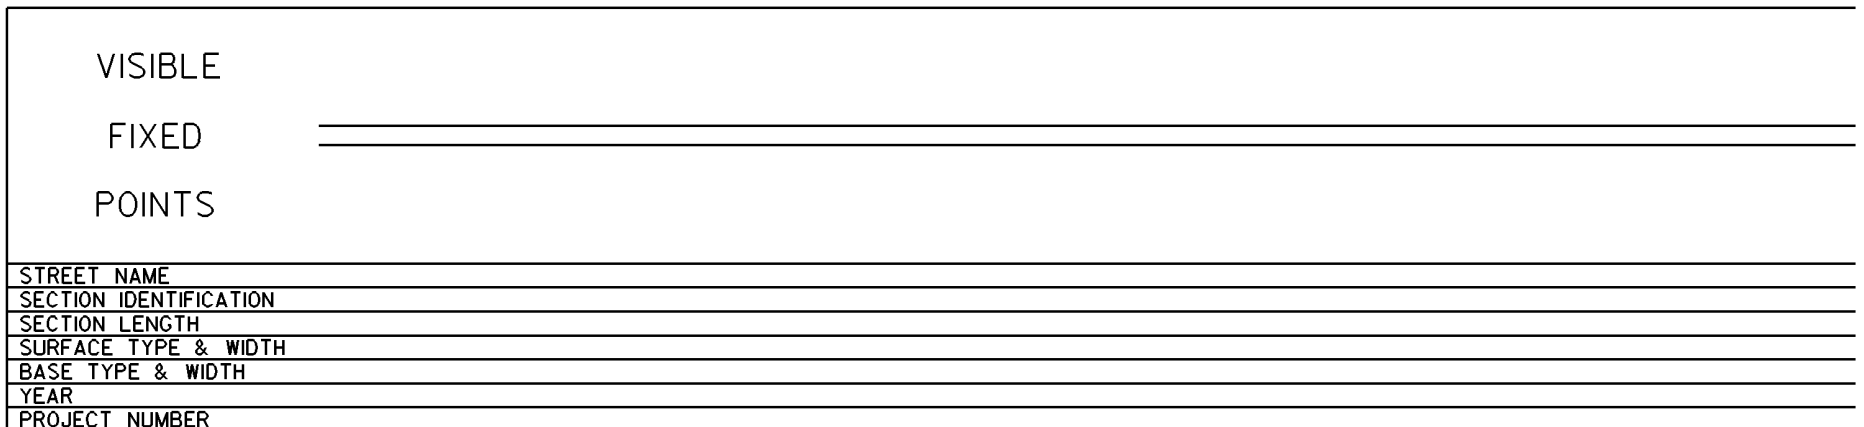 VISIBLE
FIXED
POINTS
STREET NAME
SECTION IDENTIFICATION
SECTION LENGTH
SURFACE TYPE & WIDTH
BASE TYPE & WIDTH
YEAR
PROJECT NUMBER